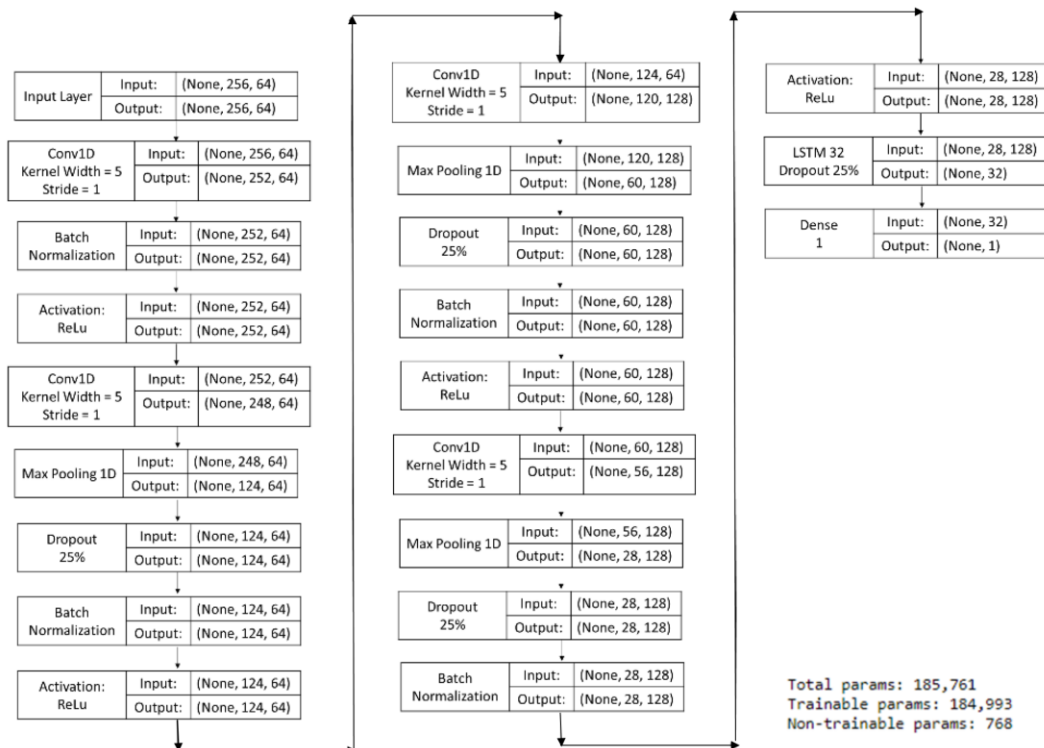 Input Layer
Input: (None, 256, 64)
Output: (None, 256, 64)
Conv1D
Kernel Width = 5
Stride = 1
Input: (None, 256, 64)
Output: (None, 252, 64)
Batch
Normalization
Input: (None, 252, 64)
Output: (None, 252, 64)
Activation:
ReLu
Input: (None, 252, 64)
Output: (None, 252, 64)
Conv1D
Kernel Width = 5
Stride = 1
Input: (None, 252, 64)
Output: (None, 248, 64)
Max Pooling 1D
Input: (None, 248, 64)
Output: (None, 124, 64)
Dropout
25%
Input: (None, 124, 64)
Output: (None, 124, 64)
Batch
Normalization
Input: (None, 124, 64)
Output: (None, 124, 64)
Activation:
ReLu
Input: (None, 124, 64)
Output: (None, 124, 64)
Conv1D
Kernel Width = 5
Stride = 1
Input: (None, 124, 64)
Output: (None, 120, 128)
Max Pooling 1D
Input: (None, 120, 128)
Output: (None, 60, 128)
Dropout
25%
Input: (None, 60, 128)
Output: (None, 60, 128)
Batch
Normalization
Input: (None, 60, 128)
Output: (None, 60, 128)
Activation:
ReLu
Input: (None, 60, 128)
Output: (None, 60, 128)
Conv1D
Kernel Width = 5
Stride = 1
Input: (None, 60, 128)
Output: (None, 56, 128)
Max Pooling 1D
Input: (None, 56, 128)
Output: (None, 28, 128)
Dropout
25%
Input: (None, 28, 128)
Output: (None, 28, 128)
Batch
Normalization
Input: (None, 28, 128)
Output: (None, 28, 128)
Activation:
ReLu
Input: (None, 28, 128)
Output: (None, 28, 128)
LSTM 32
Dropout 25%
Input: (None, 28, 128)
Output: (None, 32)
Dense
1
Input: (None, 32)
Output: (None, 1)
Total params: 185,761
Trainable params: 184,993
Non-trainable params: 768